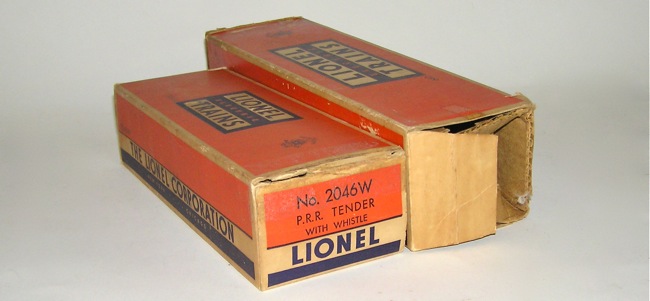 LIONEL
TRAINS
LIONEL
TRAINS
THE LIONEL CORPORATION
No. 2046W
P.R.R. TENDER
WITH WHISTLE
LIONEL